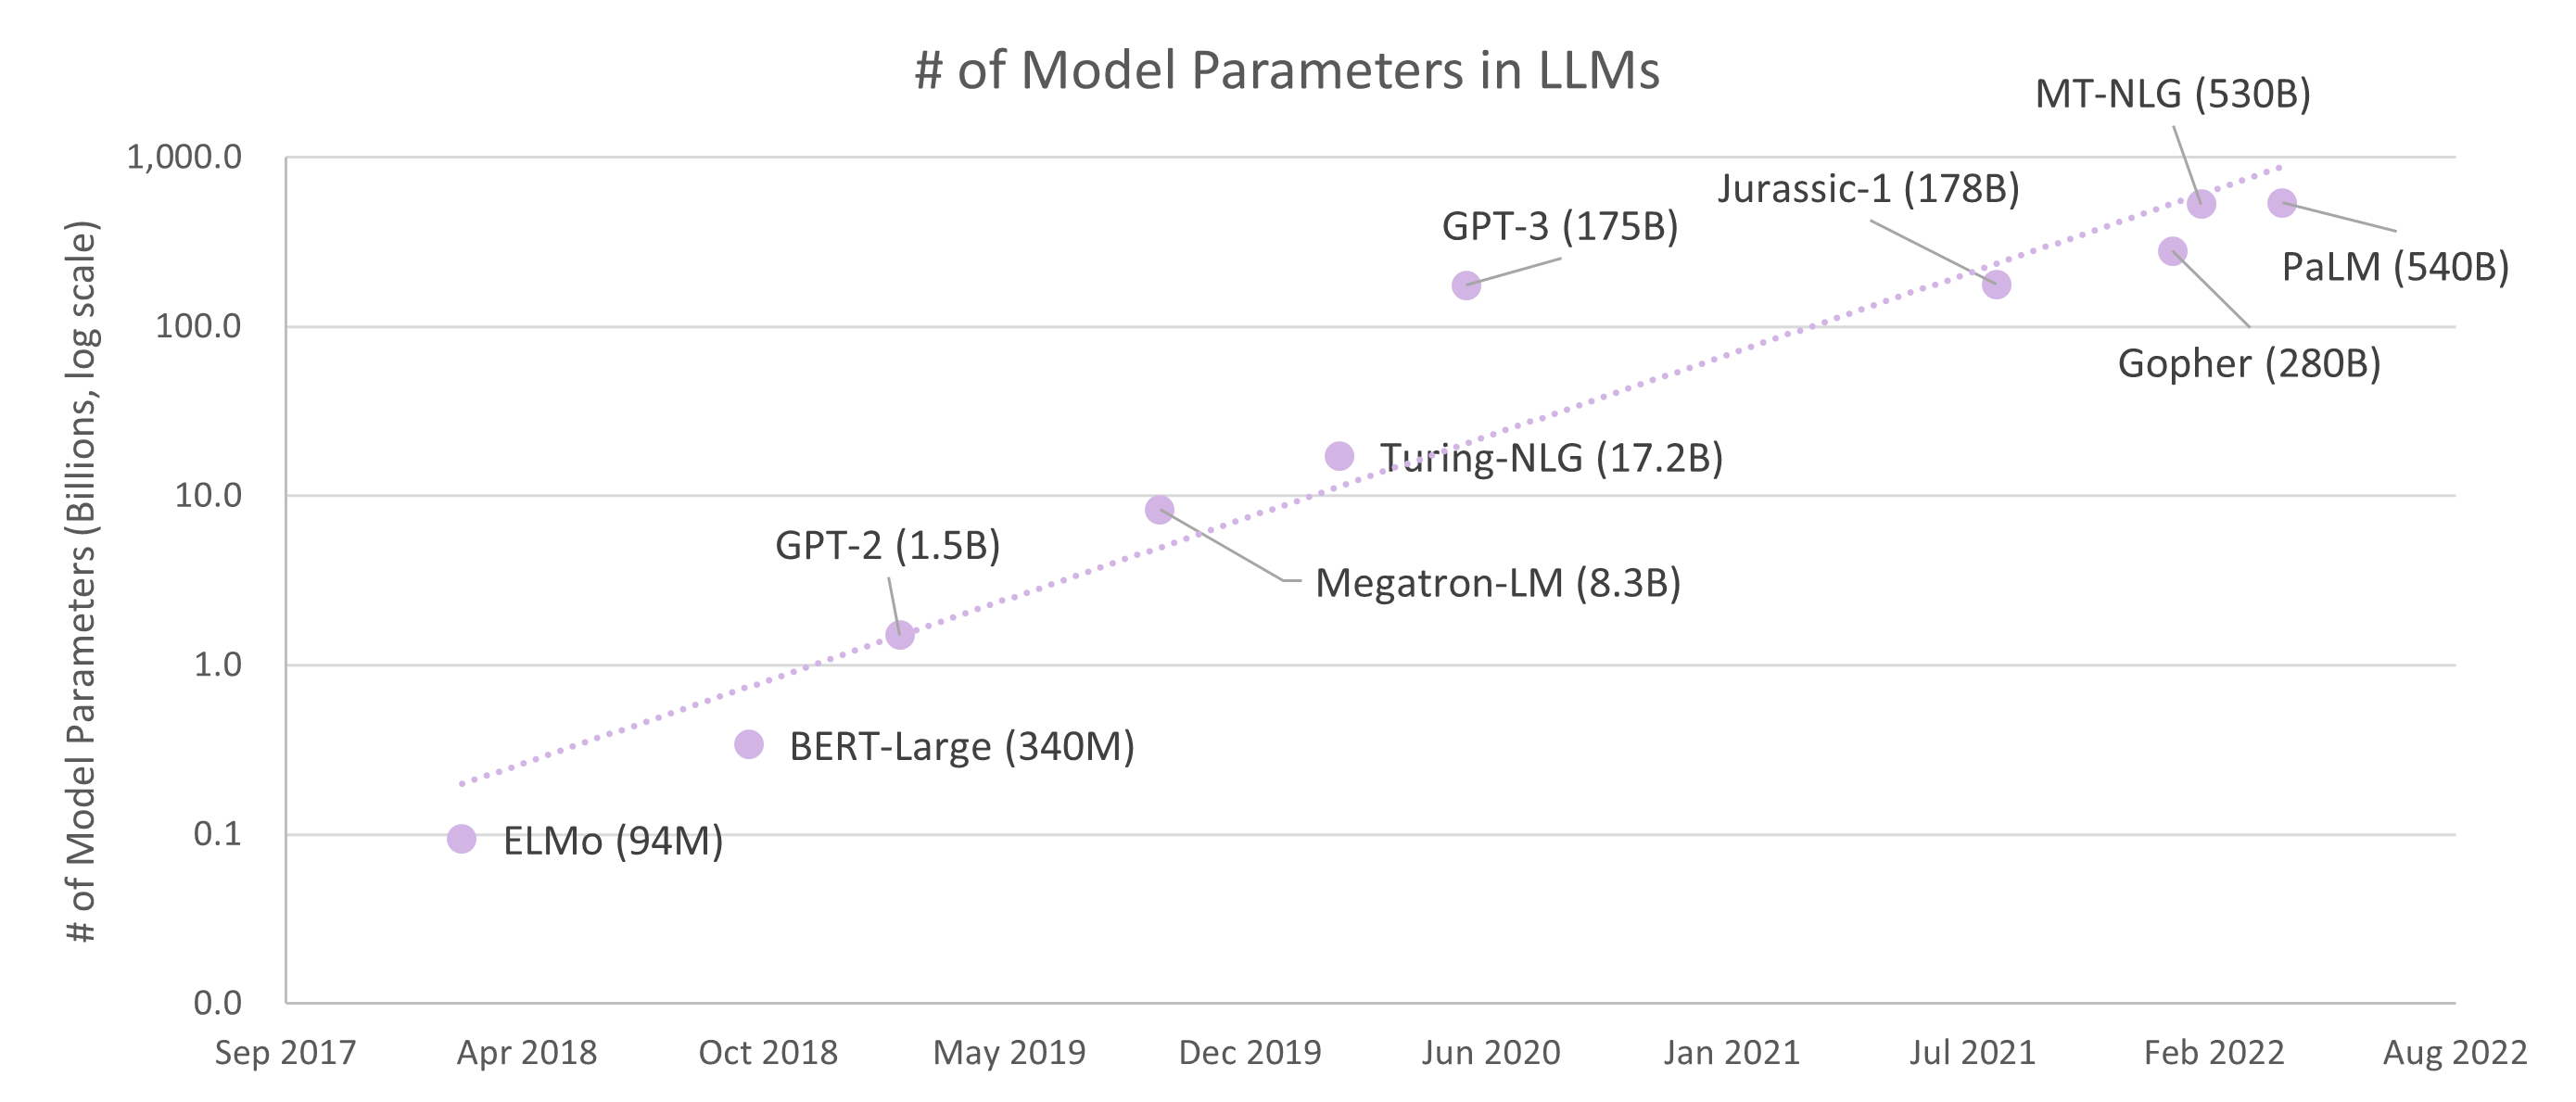 # of Model Parameters in LLMs
# of Model Parameters (Billions, log scale)
1,000.0
100.0
10.0
1.0
0.1
0.0
MT-NLG (530B)
Jurassic-1 (178B)
GPT-3 (175B)
PaLM (540B)
Gopher (280B)
Turing-NLG (17.2B)
GPT-2 (1.5B)
Megatron-LM (8.3B)
BERT-Large (340M)
ELMo (94M)
Sep 2017
Apr 2018
Oct 2018
May 2019
Dec 2019
Jun 2020
Jan 2021
Jul 2021
Feb 2022
Aug 2022